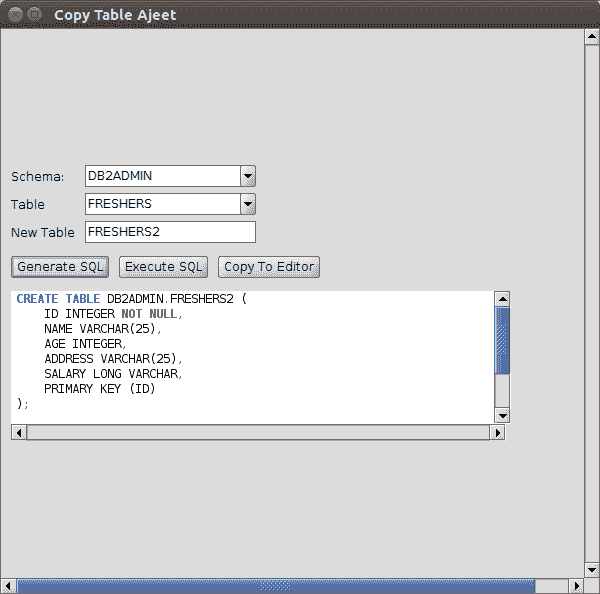 Copy Table Ajeet
Schema: DB2ADMIN
Table FRESHERS
New Table FRESHERS2
Generate SQL Execute SQL Copy To Editor
CREATE TABLE DB2ADMIN.FRESHERS2 (
ID INTEGER NOT NULL,
NAME VARCHAR(25),
AGE INTEGER,
ADDRESS VARCHAR(25),
SALARY LONG VARCHAR,
PRIMARY KEY (ID)
);